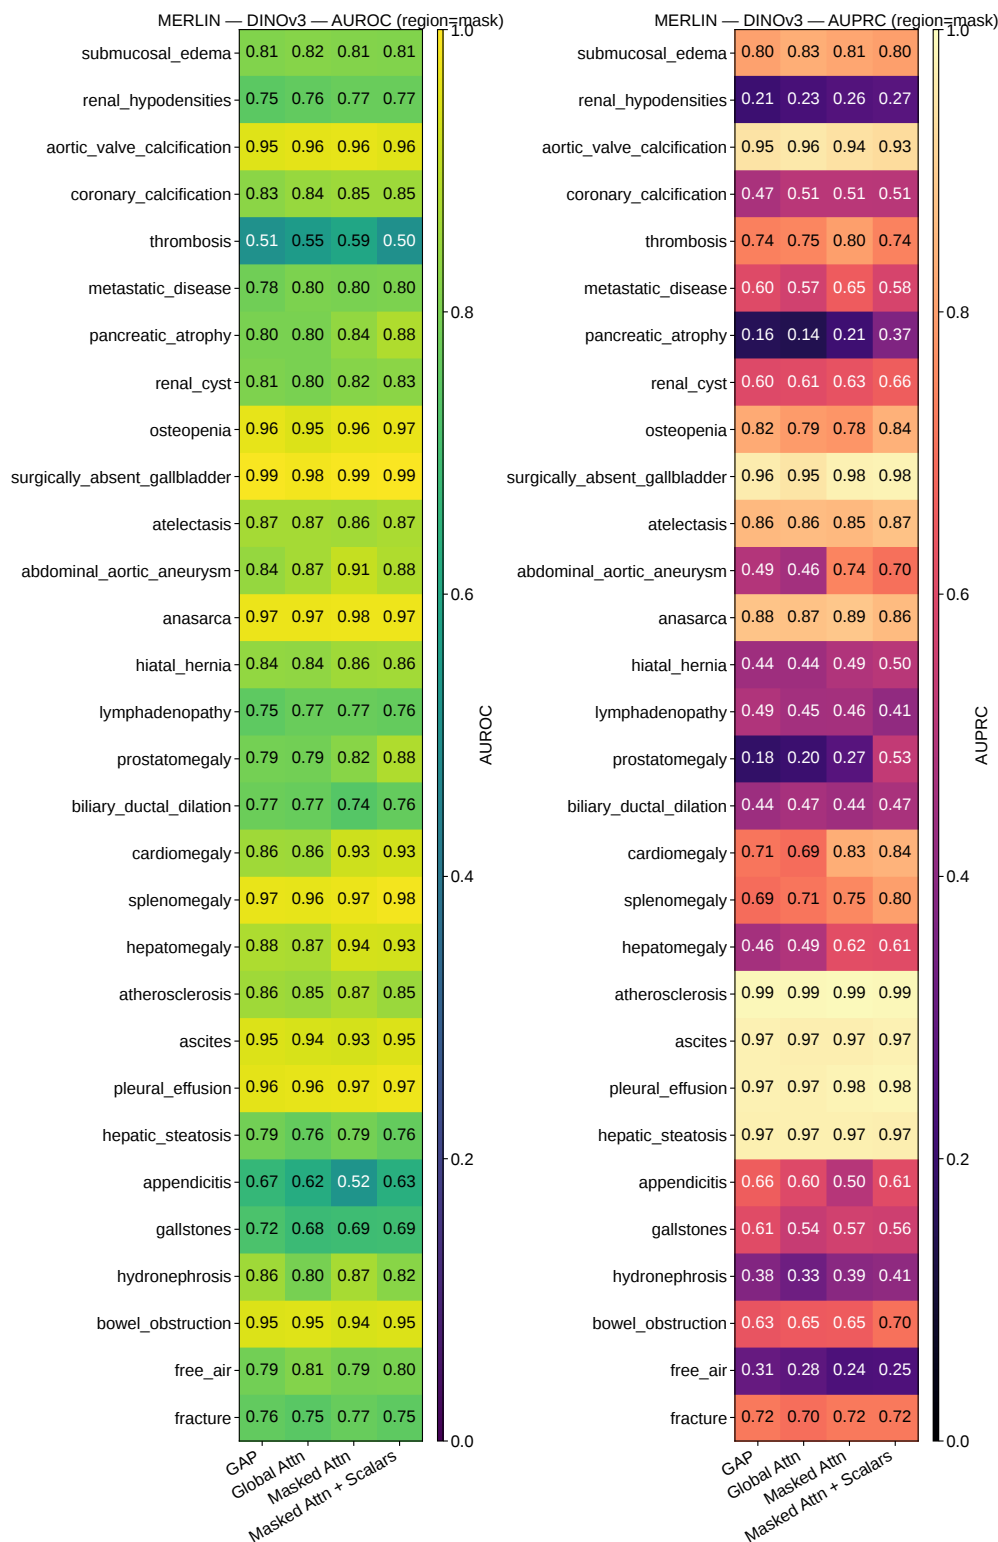 MERLIN — DINOv3 — AUROC (region=mask)
submucosal_edema 0.81 0.82 0.81 0.81
renal_hypodensities 0.75 0.76 0.77 0.77
aortic_valve_calcification 0.95 0.96 0.96 0.96
coronary_calcification 0.83 0.84 0.85 0.85
thrombosis 0.51 0.55 0.59 0.50
metastatic_disease 0.78 0.80 0.80 0.80
pancreatic_atrophy 0.80 0.80 0.84 0.88
renal_cyst 0.81 0.80 0.82 0.83
osteopenia 0.96 0.95 0.96 0.97
surgically_absent_gallbladder 0.99 0.98 0.99 0.99
atelectasis 0.87 0.87 0.86 0.87
abdominal_aortic_aneurysm 0.84 0.87 0.91 0.88
anasarca 0.97 0.97 0.98 0.97
hiatal_hernia 0.84 0.84 0.86 0.86
lymphadenopathy 0.75 0.77 0.77 0.76
prostatomegaly 0.79 0.79 0.82 0.88
biliary_ductal_dilation 0.77 0.77 0.74 0.76
cardiomegaly 0.86 0.86 0.93 0.93
splenomegaly 0.97 0.96 0.97 0.98
hepatomegaly 0.88 0.87 0.94 0.93
atherosclerosis 0.86 0.85 0.87 0.85
ascites 0.95 0.94 0.93 0.95
pleural_effusion 0.96 0.96 0.97 0.97
hepatic_steatosis 0.79 0.76 0.79 0.76
appendicitis 0.67 0.62 0.52 0.63
gallstones 0.72 0.68 0.69 0.69
hydronephrosis 0.86 0.80 0.87 0.82
bowel_obstruction 0.95 0.95 0.94 0.95
free_air 0.79 0.81 0.79 0.80
fracture 0.76 0.75 0.77 0.75
GAP
Global Attn
Masked Attn
Masked Attn + Scalars
1.0
0.8
0.6
0.4
0.2
0.0
AUROC
MERLIN — DINOv3 — AUPRC (region=mask)
submucosal_edema 0.80 0.83 0.81 0.80
renal_hypodensities 0.21 0.23 0.26 0.27
aortic_valve_calcification 0.95 0.96 0.94 0.93
coronary_calcification 0.47 0.51 0.51 0.51
thrombosis 0.74 0.75 0.80 0.74
metastatic_disease 0.60 0.57 0.65 0.58
pancreatic_atrophy 0.16 0.14 0.21 0.37
renal_cyst 0.60 0.61 0.63 0.66
osteopenia 0.82 0.79 0.78 0.84
surgically_absent_gallbladder 0.96 0.95 0.98 0.98
atelectasis 0.86 0.86 0.85 0.87
abdominal_aortic_aneurysm 0.49 0.46 0.74 0.70
anasarca 0.88 0.87 0.89 0.86
hiatal_hernia 0.44 0.44 0.49 0.50
lymphadenopathy 0.49 0.45 0.46 0.41
prostatomegaly 0.18 0.20 0.27 0.53
biliary_ductal_dilation 0.44 0.47 0.44 0.47
cardiomegaly 0.71 0.69 0.83 0.84
splenomegaly 0.69 0.71 0.75 0.80
hepatomegaly 0.46 0.49 0.62 0.61
atherosclerosis 0.99 0.99 0.99 0.99
ascites 0.97 0.97 0.97 0.97
pleural_effusion 0.97 0.97 0.98 0.98
hepatic_steatosis 0.97 0.97 0.97 0.97
appendicitis 0.66 0.60 0.50 0.61
gallstones 0.61 0.54 0.57 0.56
hydronephrosis 0.38 0.33 0.39 0.41
bowel_obstruction 0.63 0.65 0.65 0.70
free_air 0.31 0.28 0.24 0.25
fracture 0.72 0.70 0.72 0.72
GAP
Global Attn
Masked Attn
Masked Attn + Scalars
1.0
0.8
0.6
0.4
0.2
0.0
AUPRC